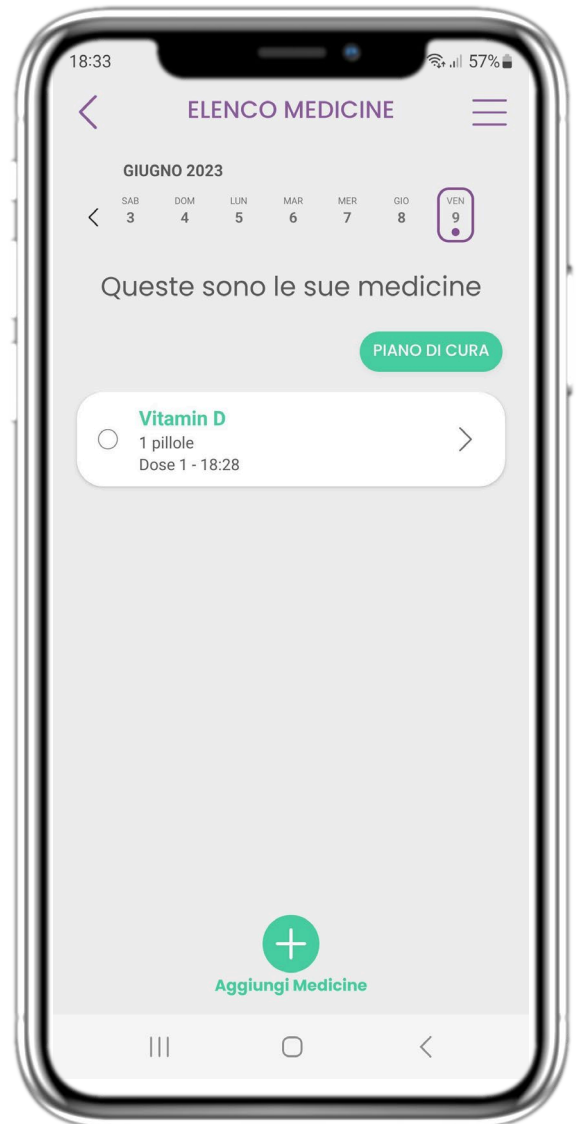 18:33 57%
ELENCO MEDICINE
GIUGNO 2023
SAB DOM LUN MAR MER GIO VEN
3 4 5 6 7 8 9
Queste sono le sue medicine
PIANO DI CURA
Vitamin D
1 pillole
Dose 1 - 18:28
Aggiungi Medicine